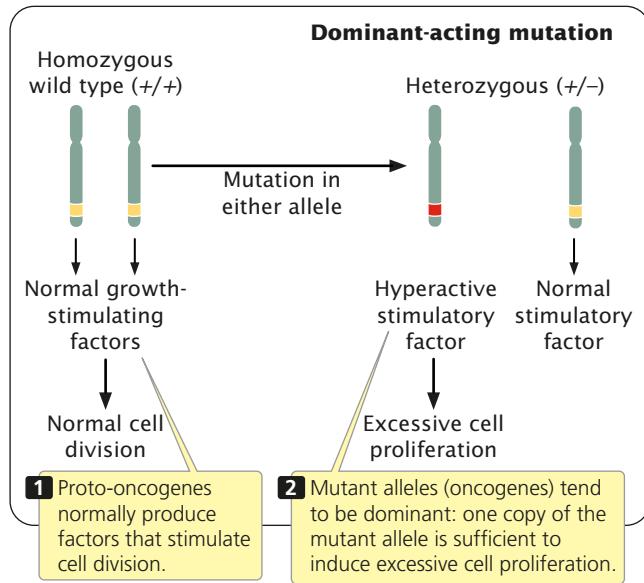 Dominant-acting mutation
Homozygous
wild type (+/+)
Heterozygous (+/–)
Mutation in
either allele
Normal growth-
stimulating
factors
Hyperactive
stimulatory
factor
Normal
stimulatory
factor
Normal cell
division
Excessive cell
proliferation
1 Proto-oncogenes
normally produce
factors that stimulate
cell division.
2 Mutant alleles (oncogenes) tend
to be dominant: one copy of the
mutant allele is sufficient to
induce excessive cell proliferation.